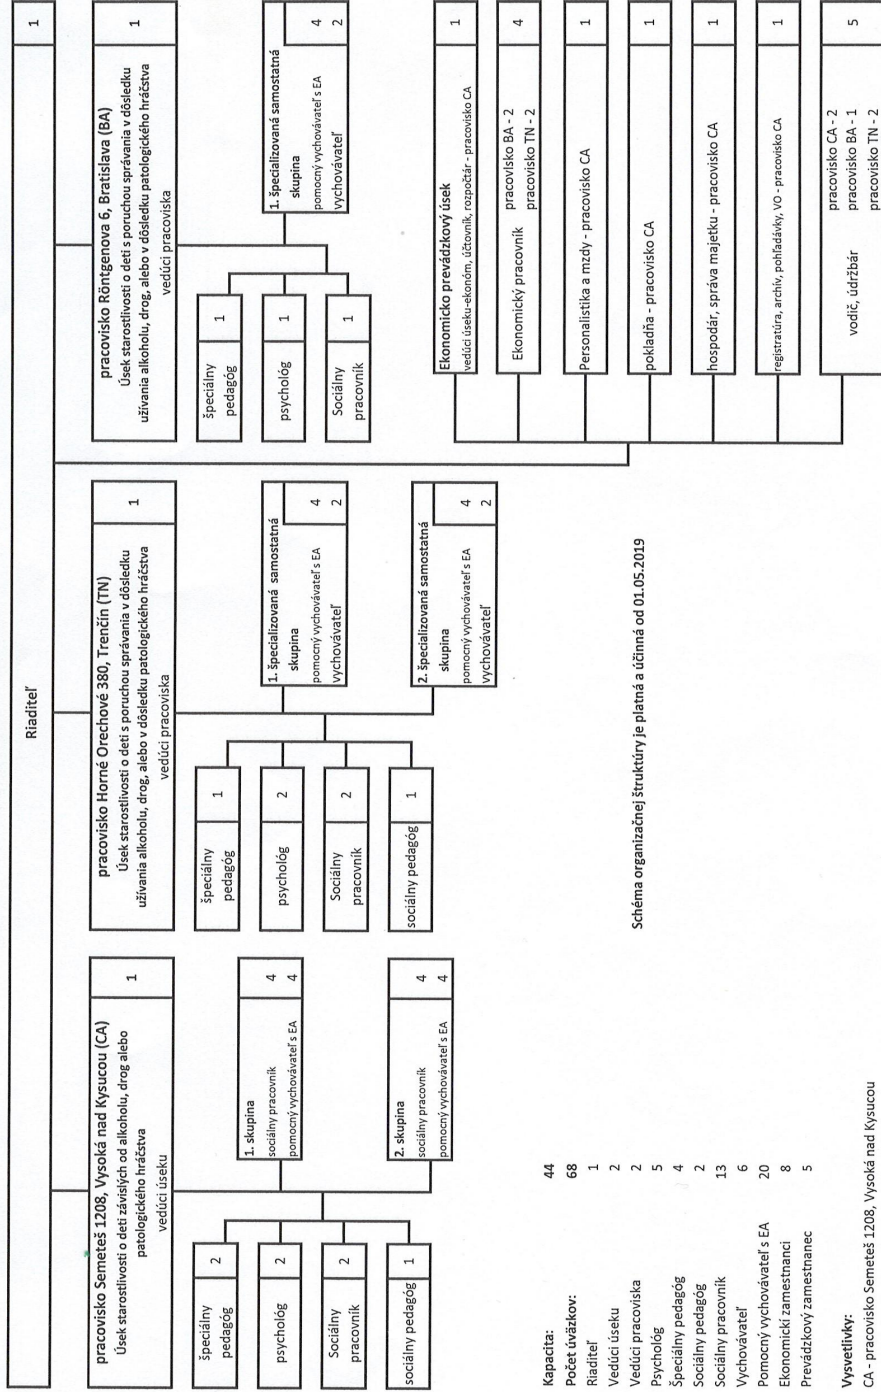 Riaditeľ 1
pracovisko Semeteš 1208, Vysoká nad Kysucou (CA)
Úsek starostlivosti o deti závislých od alkoholu, drog alebo
patologického hráčstva
vedúci úseku
1
špeciálny
pedagóg
2
psychológ 2
Sociálny
pracovník
2
sociálny pedagóg 1
1. skupina
sociálny pracovník 4
pomocný vychovávateľ s EA 4
2. skupina
sociálny pracovník 4
pomocný vychovávateľ s EA 4
pracovisko Horné Orechové 380, Trenčín (TN)
Úsek starostlivosti o deti s poruchou správania v dôsledku
užívania alkoholu, drog, alebo v dôsledku patologického hráčstva
vedúci pracoviska
1
špeciálny
pedagóg
1
psychológ 2
Sociálny
pracovník
2
sociálny pedagóg 1
1. špecializovaná samostatná
skupina
pomocný vychovávateľ s EA 4
vychovávateľ 2
2. špecializovaná samostatná
skupina
pomocný vychovávateľ s EA 4
vychovávateľ 2
pracovisko Röntgenova 6, Bratislava (BA)
Úsek starostlivosti o deti s poruchou správania v dôsledku
užívania alkoholu, drog, alebo v dôsledku patologického hráčstva
vedúci pracoviska
1
špeciálny
pedagóg
1
psychológ 1
Sociálny
pracovník
1
1. špecializovaná samostatná
skupina
pomocný vychovávateľ s EA 4
vychovávateľ 2
Ekonomicko prevádzkový úsek
vedúci úseku-ekonóm, účtovník, rozpočtár - pracovisko CA
1
Ekonomický pracovník
pracovisko BA - 2
pracovisko TN - 2
4
Personalistika a mzdy - pracovisko CA 1
pokladňa - pracovisko CA 1
hospodár, správa majetku - pracovisko CA 1
registratúra, archív, pohľadávky, VO - pracovisko CA 1
vodič, údržbár
pracovisko CA - 2
pracovisko BA - 1
pracovisko TN - 2
5
Schéma organizačnej štruktúry je platná a účinná od 01.05.2019
Kapacita: 44
Počet úväzkov: 68
Riaditeľ 1
Vedúci úseku 2
Vedúci pracoviska 2
Psychológ 5
Špeciálny pedagóg 4
Sociálny pedagóg 2
Sociálny pracovník 13
Vychovávateľ 6
Pomocný vychovávateľ s EA 20
Ekonomickí zamestnanci 8
Prevádzkový zamestnanec 5
Vysvetlivky:
CA - pracovisko Semeteš 1208, Vysoká nad Kysucou